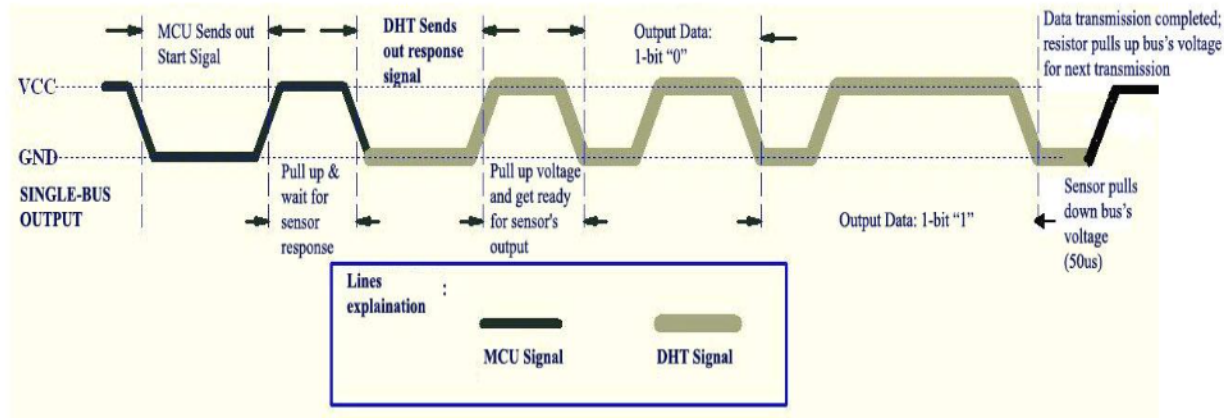 MCU Sends out
Start Sigal
DHT Sends
out response
signal
Output Data:
1-bit “0”
Data transmission completed;
resistor pulls up bus’s voltage
for next transmission
VCC
GND
SINGLE-BUS
OUTPUT
Pull up &
wait for
sensor
response
Pull up voltage
and get ready
for sensor's
output
Output Data: 1-bit “1”
Sensor pulls
down bus’s
voltage
(50us)
Lines
explaination :
MCU Signal
DHT Signal